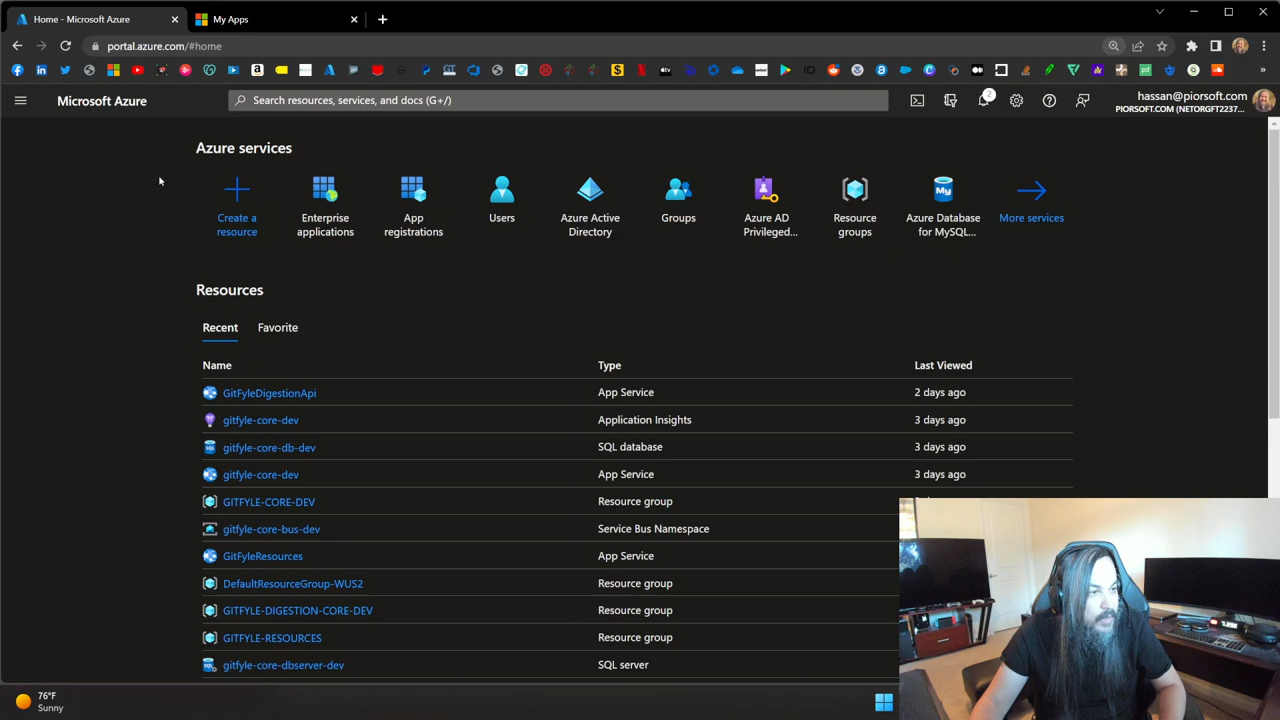 Home - Microsoft Azure
My Apps
portal.azure.com/#home
Microsoft Azure
Search resources, services, and docs (G+/)
2
hassan@piorsoft.com
PIORSOFT.COM (NETORGFT2237...
Azure services
Create a resource
Enterprise applications
App registrations
Users
Azure Active Directory
Groups
Azure AD Privileged...
Resource groups
Azure Database for MySQL...
More services
Resources
Recent
Favorite
Name
Type
Last Viewed
GitFyleDigestionApi
App Service
2 days ago
gitfyle-core-dev
Application Insights
3 days ago
gitfyle-core-db-dev
SQL database
3 days ago
gitfyle-core-dev
App Service
3 days ago
GITFYLE-CORE-DEV
Resource group
gitfyle-core-bus-dev
Service Bus Namespace
GitFyleResources
App Service
DefaultResourceGroup-WUS2
Resource group
GITFYLE-DIGESTION-CORE-DEV
Resource group
GITFYLE-RESOURCES
Resource group
gitfyle-core-dbserver-dev
SQL server
76°F
Sunny